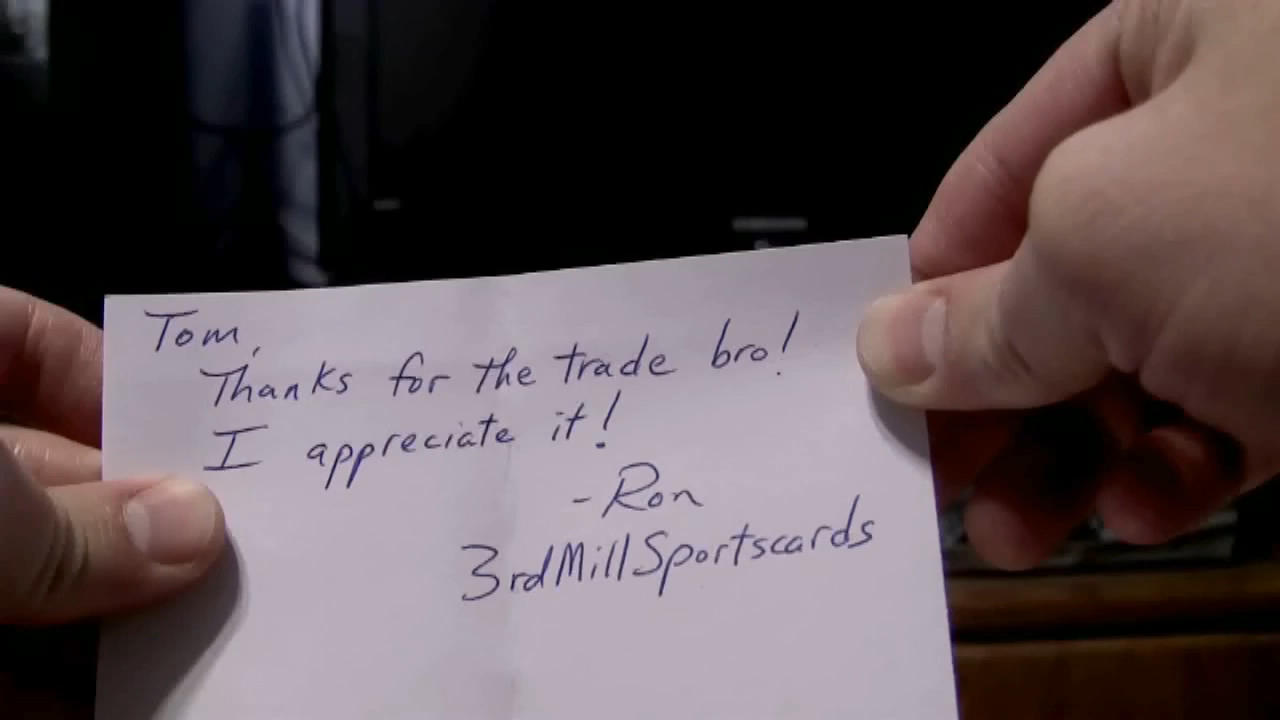 Tom,
Thanks for the trade bro!
I appreciate it!
-Ron
3rdMillSportscards